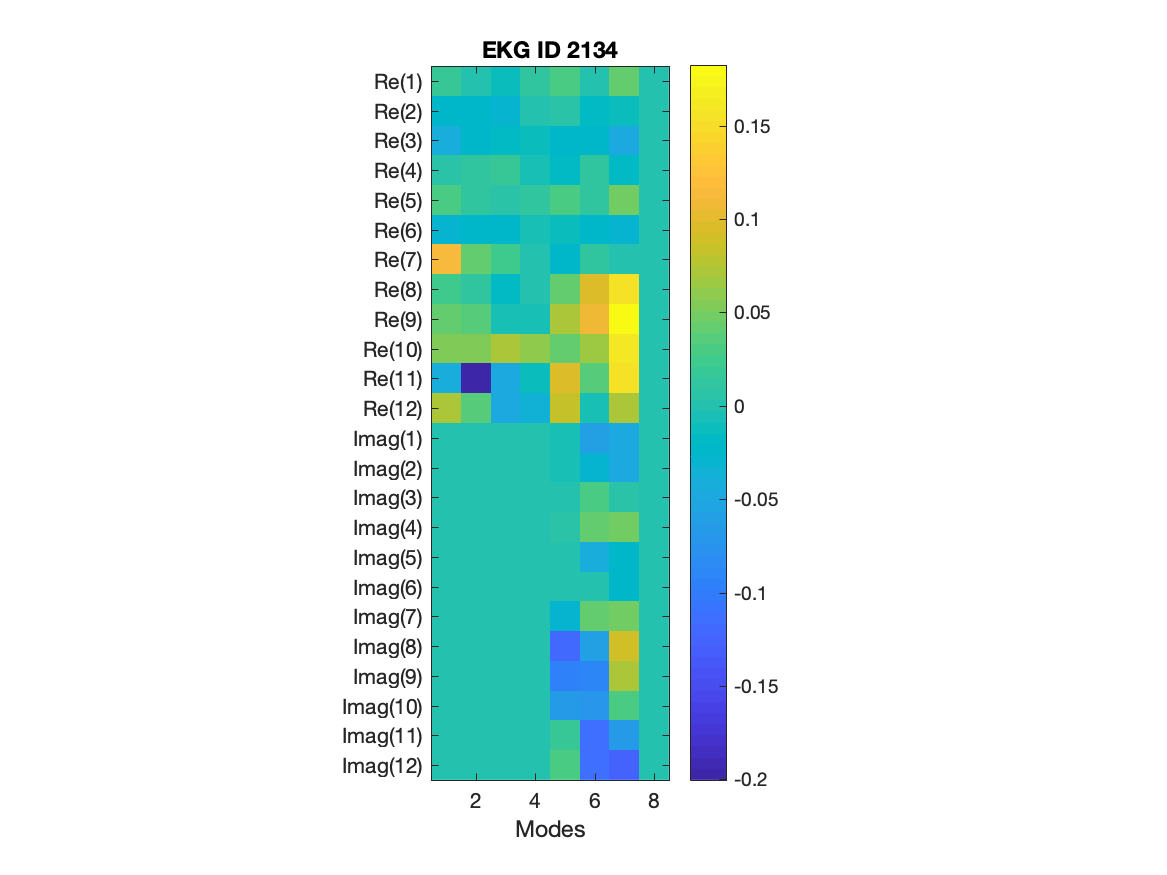 EKG ID 2134
Re(1)
Re(2)
Re(3)
Re(4)
Re(5)
Re(6)
Re(7)
Re(8)
Re(9)
Re(10)
Re(11)
Re(12)
Imag(1)
Imag(2)
Imag(3)
Imag(4)
Imag(5)
Imag(6)
Imag(7)
Imag(8)
Imag(9)
Imag(10)
Imag(11)
Imag(12)
2 4 6 8
Modes
0.15
0.1
0.05
0
-0.05
-0.1
-0.15
-0.2